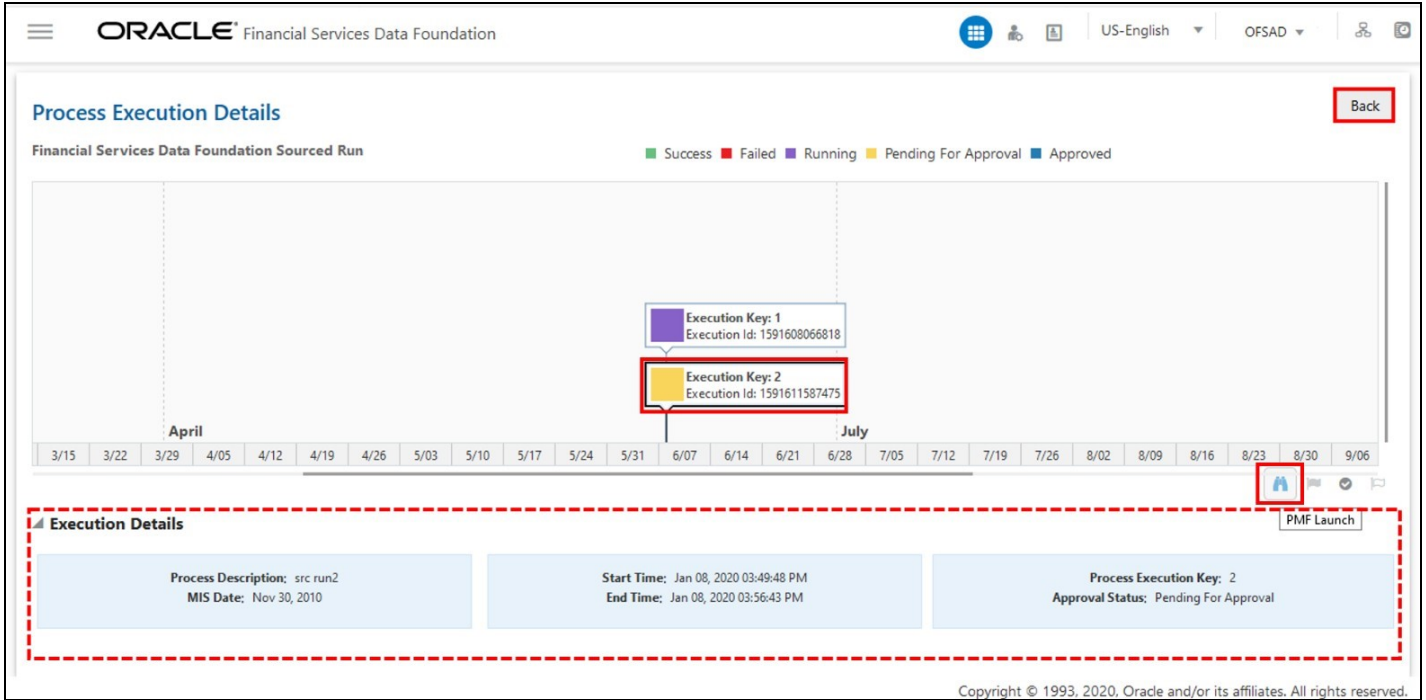 ORACLE® Financial Services Data Foundation US-English OFSAD
Process Execution Details Back
Financial Services Data Foundation Sourced Run Success Failed Running Pending For Approval Approved
Execution Key: 1
Execution Id: 1591608066818
Execution Key: 2
Execution Id: 1591611587475
April July
3/15 3/22 3/29 4/05 4/12 4/19 4/26 5/03 5/10 5/17 5/24 5/31 6/07 6/14 6/21 6/28 7/05 7/12 7/19 7/26 8/02 8/09 8/16 8/23 8/30 9/06
Execution Details PMF Launch
Process Description: src run2 Start Time: Jan 08, 2020 03:49:48 PM Process Execution Key: 2
MIS Date: Nov 30, 2010 End Time: Jan 08, 2020 03:56:43 PM Approval Status: Pending For Approval
Copyright © 1993, 2020, Oracle and/or its affiliates. All rights reserved.